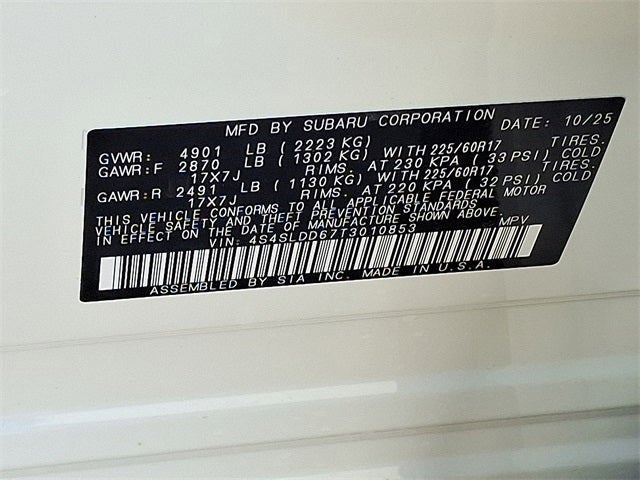 MFD BY SUBARU CORPORATION DATE: 10/25
GVWR: 4901 LB ( 2223 KG)
GAWR:F 2870 LB ( 1302 KG) WITH 225/60R17 TIRES.
17X7J RIMS. AT 230 KPA ( 33 PSI) COLD
GAWR:R 2491 LB ( 1130 KG) WITH 225/60R17 TIRES.
17X7J RIMS. AT 220 KPA ( 32 PSI) COLD
THIS VEHICLE CONFORMS TO ALL APPLICABLE FEDERAL MOTOR
VEHICLE SAFETY AND THEFT PREVENTION STANDARDS
IN EFFECT ON THE DATE OF MANUFACTURE SHOWN ABOVE.
VIN: 4S4SLDD67T3010853 MPV
ASSEMBLED BY SIA INC. MADE IN U.S.A.